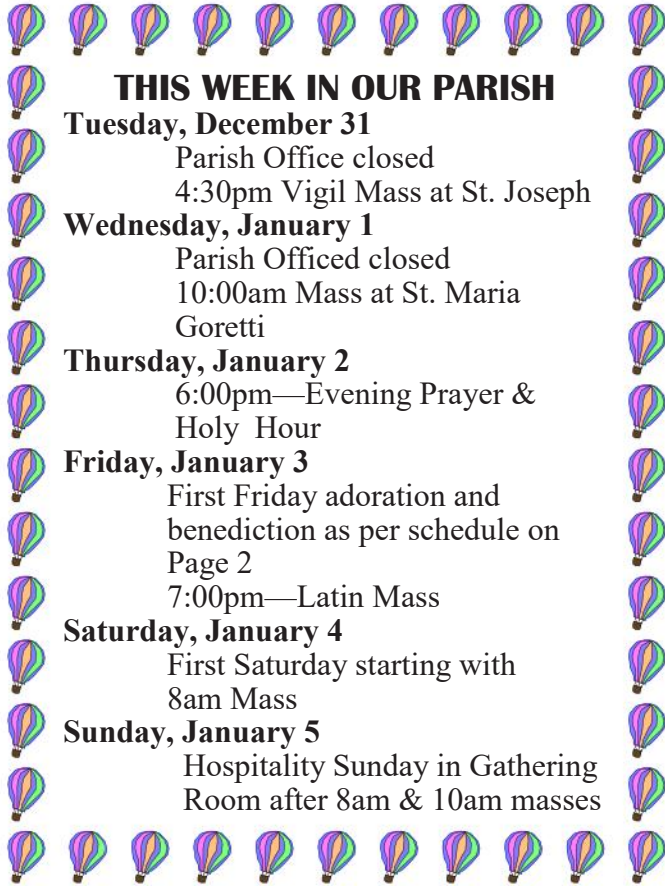 THIS WEEK IN OUR PARISH
Tuesday, December 31
Parish Office closed
4:30pm Vigil Mass at St. Joseph
Wednesday, January 1
Parish Officed closed
10:00am Mass at St. Maria
Goretti
Thursday, January 2
6:00pm—Evening Prayer &
Holy  Hour
Friday, January 3
First Friday adoration and
benediction as per schedule on
Page 2
7:00pm—Latin Mass
Saturday, January 4
First Saturday starting with
8am Mass
Sunday, January 5
Hospitality Sunday in Gathering
Room after 8am & 10am masses